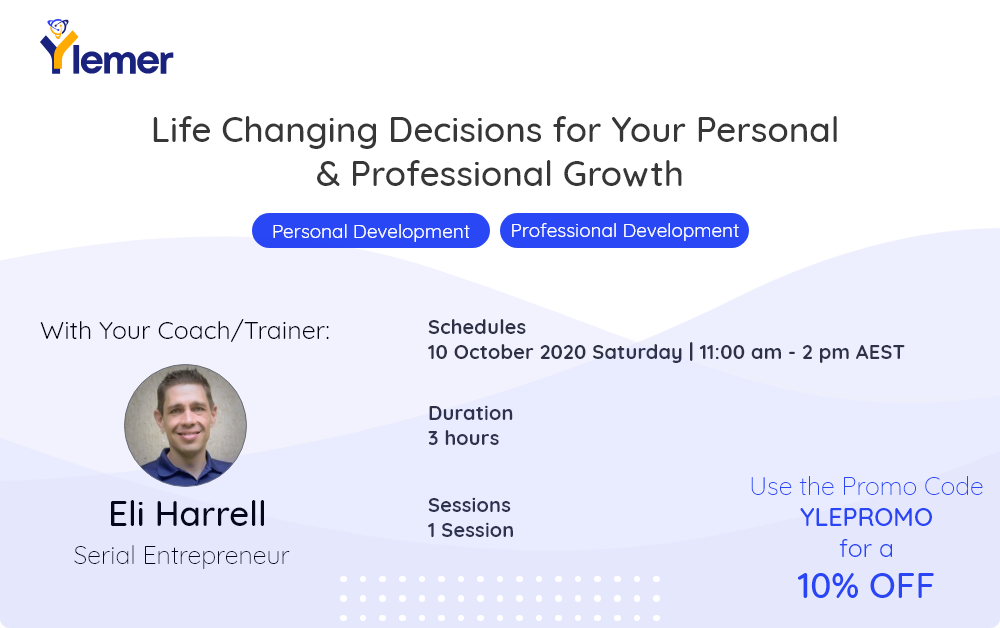 Ylemer
Life Changing Decisions for Your Personal
& Professional Growth
Personal Development
Professional Development
With Your Coach/Trainer:
Eli Harrell
Serial Entrepreneur
Schedules
10 October 2020 Saturday | 11:00 am - 2 pm AEST
Duration
3 hours
Sessions
1 Session
Use the Promo Code
YLEPROMO
for a
10% OFF